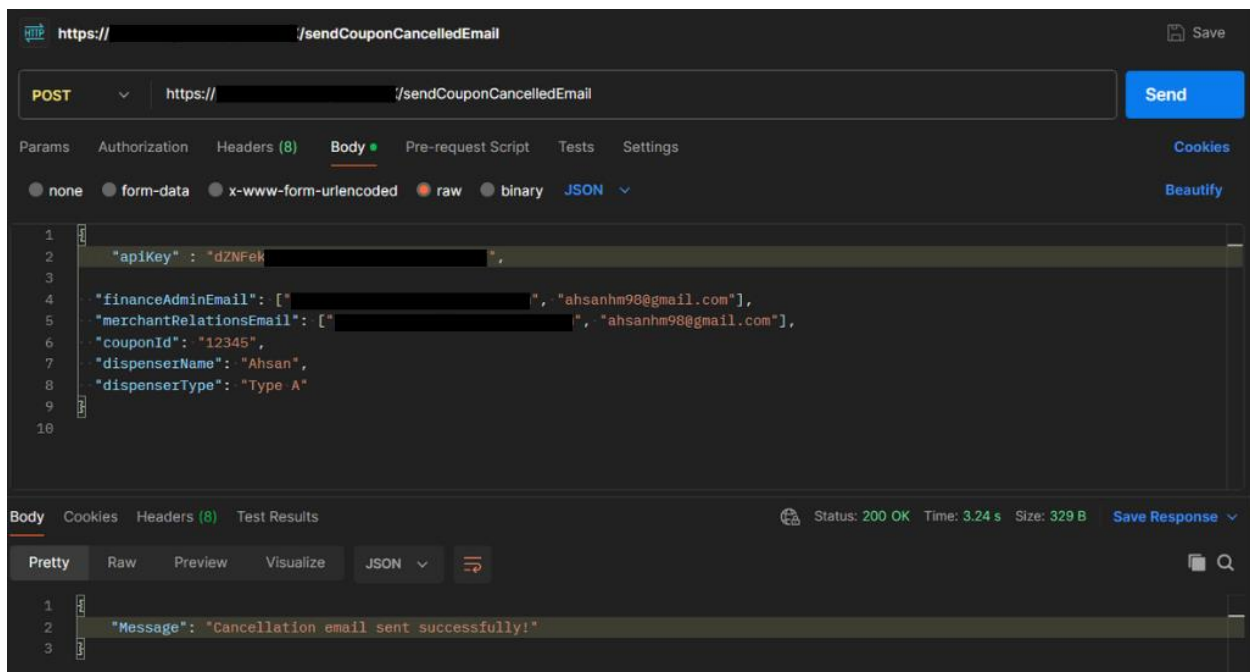 HTTP https:// /sendCouponCancelledEmail Save
POST https:// /sendCouponCancelledEmail Send
Params Authorization Headers (8) Body Pre-request Script Tests Settings Cookies
none form-data x-www-form-urlencoded raw binary JSON Beautify
1 {
2 "apiKey" : "dZNFek ",
3
4 "financeAdminEmail": [" ", "ahsanhm98@gmail.com"],
5 "merchantRelationsEmail": [" ", "ahsanhm98@gmail.com"],
6 "couponId": "12345",
7 "dispenserName": "Ahsan",
8 "dispenserType": "Type A"
9 }
10
Body Cookies Headers (8) Test Results Status: 200 OK Time: 3.24 s Size: 329 B Save Response
Pretty Raw Preview Visualize JSON
1 {
2 "Message": "Cancellation email sent successfully!"
3 }